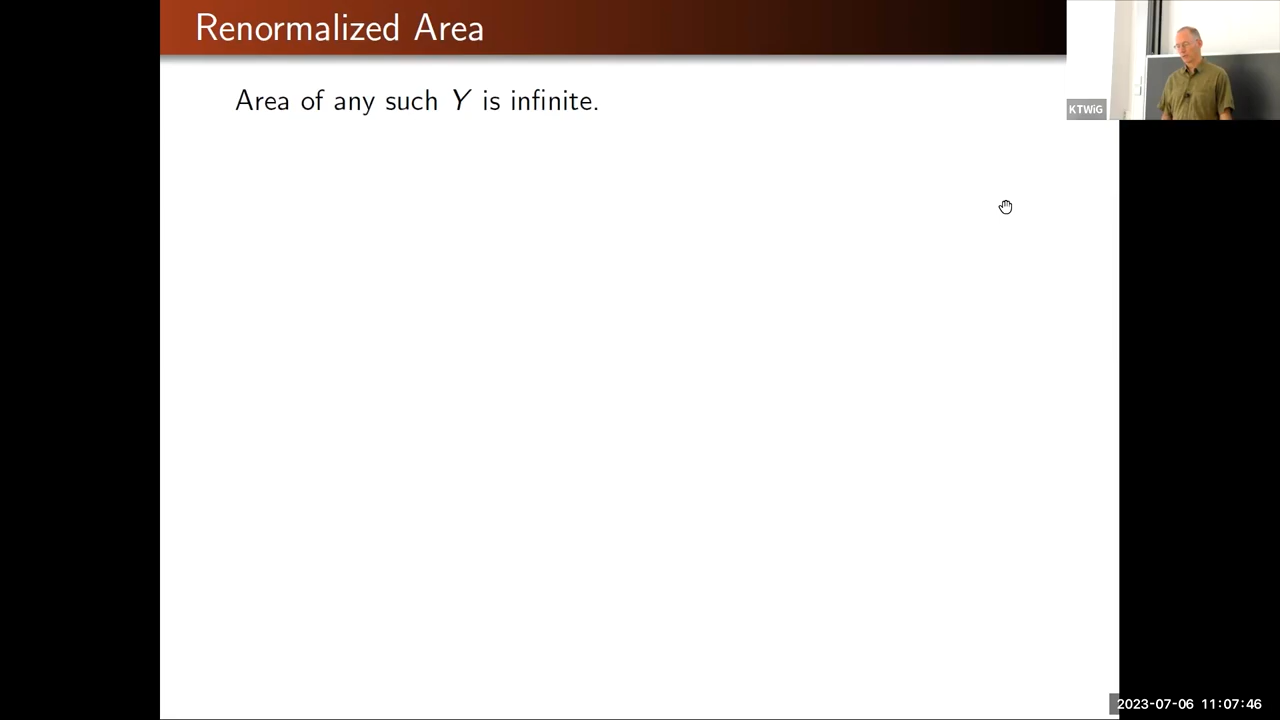 Renormalized Area
Area of any such Y is infinite.
KTWiG
2023-07-06 11:07:46